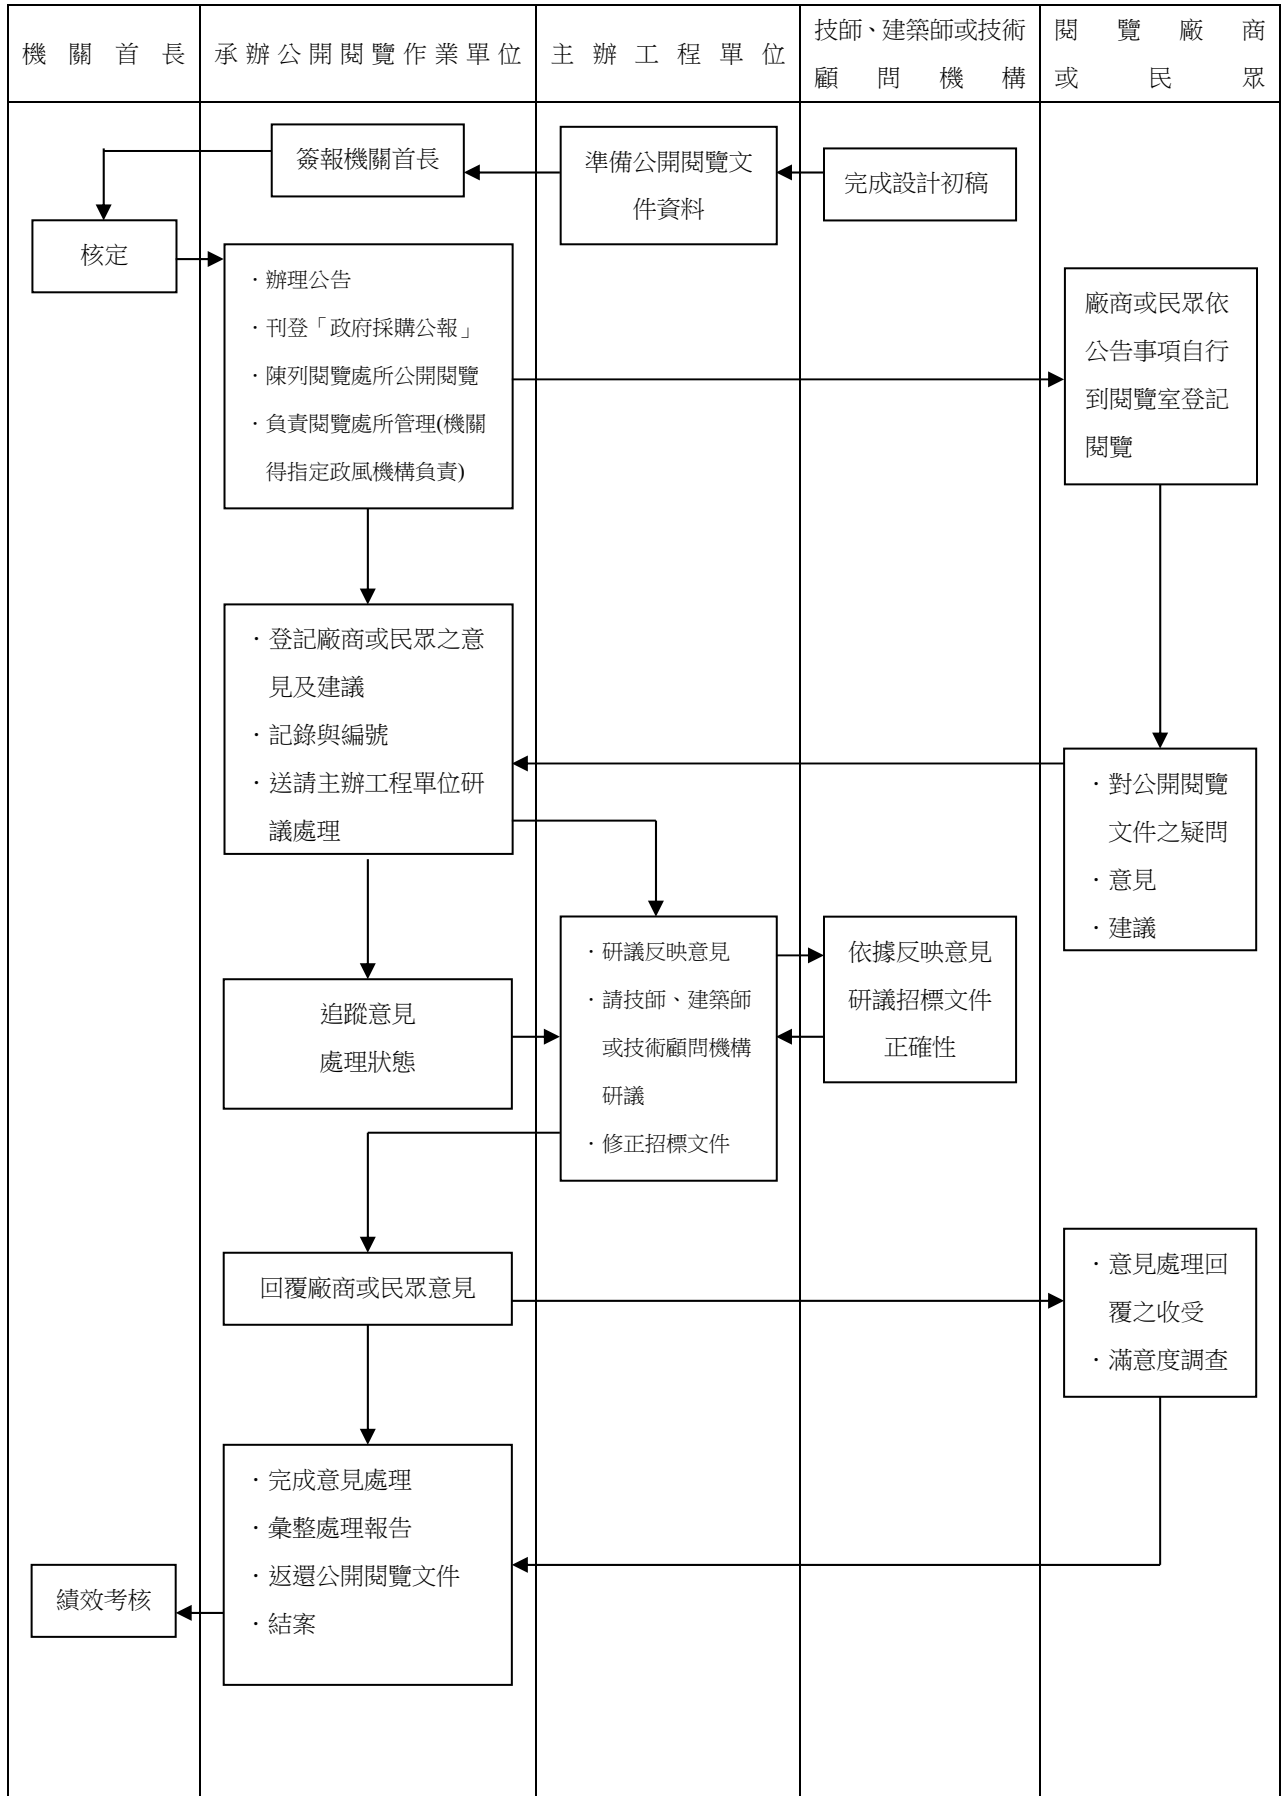 機關首長
承辦公開閱覽作業單位
主辦工程單位
技師、建築師或技術
顧問機構
閱覽廠商
或民眾
簽報機關首長
準備公開閱覽文
件資料
完成設計初稿
核定
．辦理公告
．刊登「政府採購公報」
．陳列閱覽處所公開閱覽
．負責閱覽處所管理(機關
得指定政風機構負責)
廠商或民眾依
公告事項自行
到閱覽室登記
閱覽
．登記廠商或民眾之意
見及建議
．記錄與編號
．送請主辦工程單位研
議處理
．對公開閱覽
文件之疑問
．意見
．建議
．研議反映意見
．請技師、建築師
或技術顧問機構
研議
．修正招標文件
依據反映意見
研議招標文件
正確性
追蹤意見
處理狀態
回覆廠商或民眾意見
．意見處理回
覆之收受
．滿意度調查
．完成意見處理
．彙整處理報告
．返還公開閱覽文件
．結案
績效考核